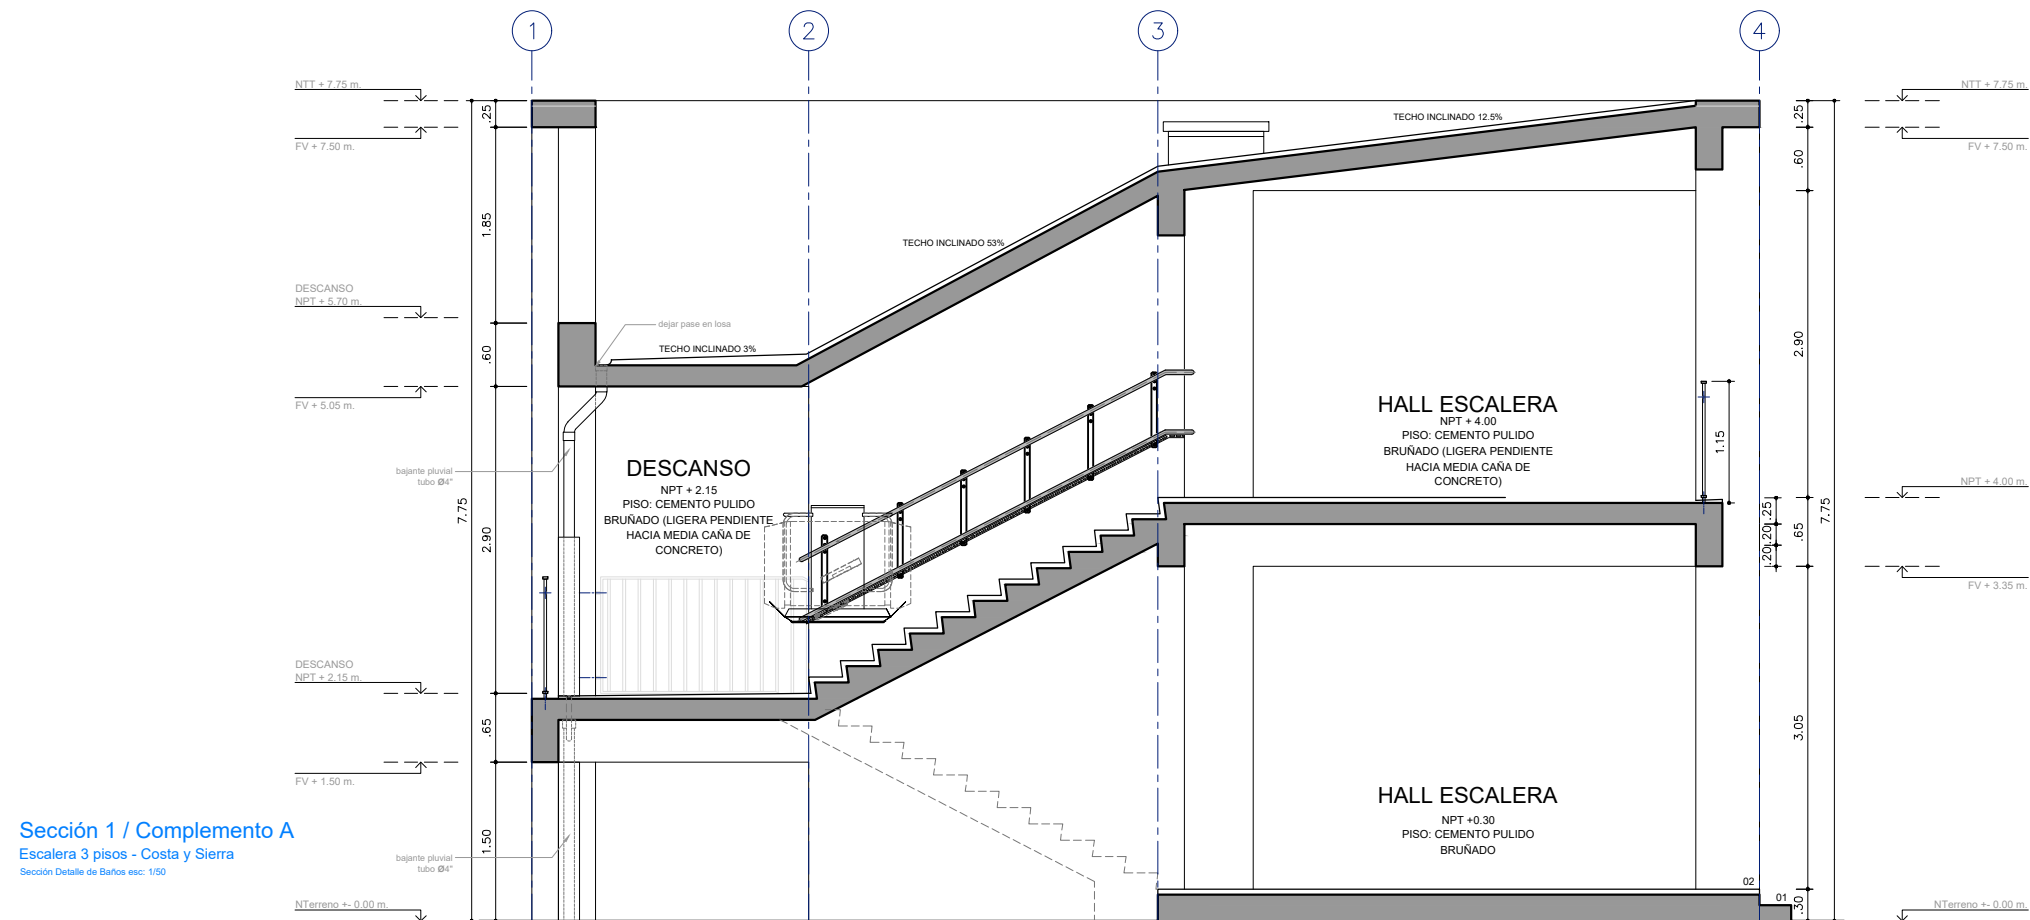 1
2
3
4
NTT + 7.75 m.
FV + 7.50 m.
.25
TECHO INCLINADO 12.5%
.25
NTT + 7.75 m.
FV + 7.50 m.
.60
1.85
TECHO INCLINADO 53%
DESCANSO
NPT + 5.70 m.
dejar pase en losa
TECHO INCLINADO 3%
.60
2.90
FV + 5.05 m.
HALL ESCALERA
NPT + 4.00
PISO: CEMENTO PULIDO
BRUÑADO (LIGERA PENDIENTE
HACIA MEDIA CAÑA DE
CONCRETO)
1.15
bajante pluvial
tubo Ø4"
DESCANSO
NPT + 2.15
PISO: CEMENTO PULIDO
BRUÑADO (LIGERA PENDIENTE
HACIA MEDIA CAÑA DE
CONCRETO)
7.75
2.90
NPT + 4.00 m.
.25
.20
.20
.65
7.75
FV + 3.35 m.
DESCANSO
NPT + 2.15 m.
.65
FV + 1.50 m.
3.05
HALL ESCALERA
NPT +0.30
PISO: CEMENTO PULIDO
BRUÑADO
Sección 1 / Complemento A
Escalera 3 pisos - Costa y Sierra
Sección Detalle de Baños esc: 1/50
1.50
bajante pluvial
tubo Ø4"
02
01
.30
NTerreno +- 0.00 m.
NTerreno +- 0.00 m.